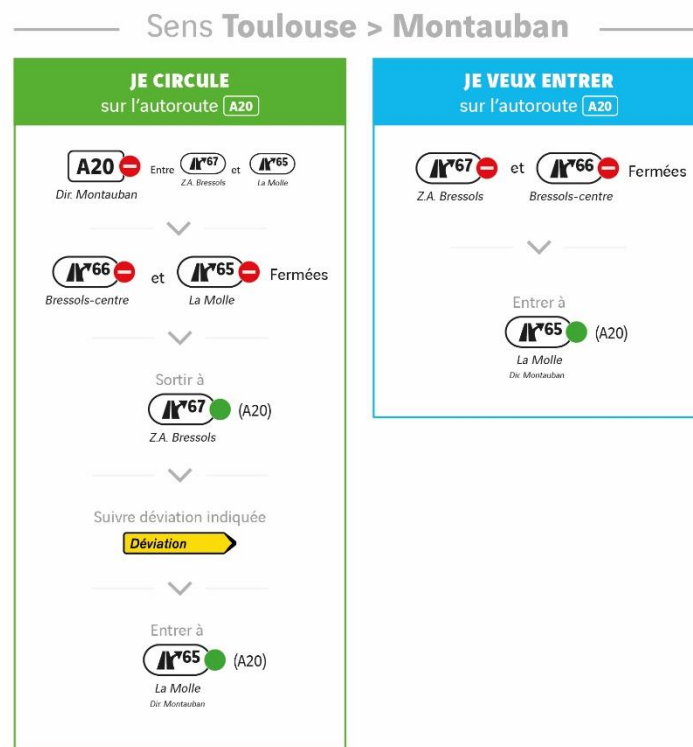 Sens Toulouse > Montauban
JE CIRCULE
sur l'autoroute A20
A20 Entre 67 et 65
Dir. Montauban Z.A. Bressols La Molle
66 et 65 Fermées
Bressols-centre La Molle
Sortir à
67 (A20)
Z.A. Bressols
Suivre déviation indiquée
Déviation
Entrer à
65 (A20)
La Molle
Dir. Montauban
JE VEUX ENTRER
sur l'autoroute A20
67 et 66 Fermées
Z.A. Bressols Bressols-centre
Entrer à
65 (A20)
La Molle
Dir. Montauban